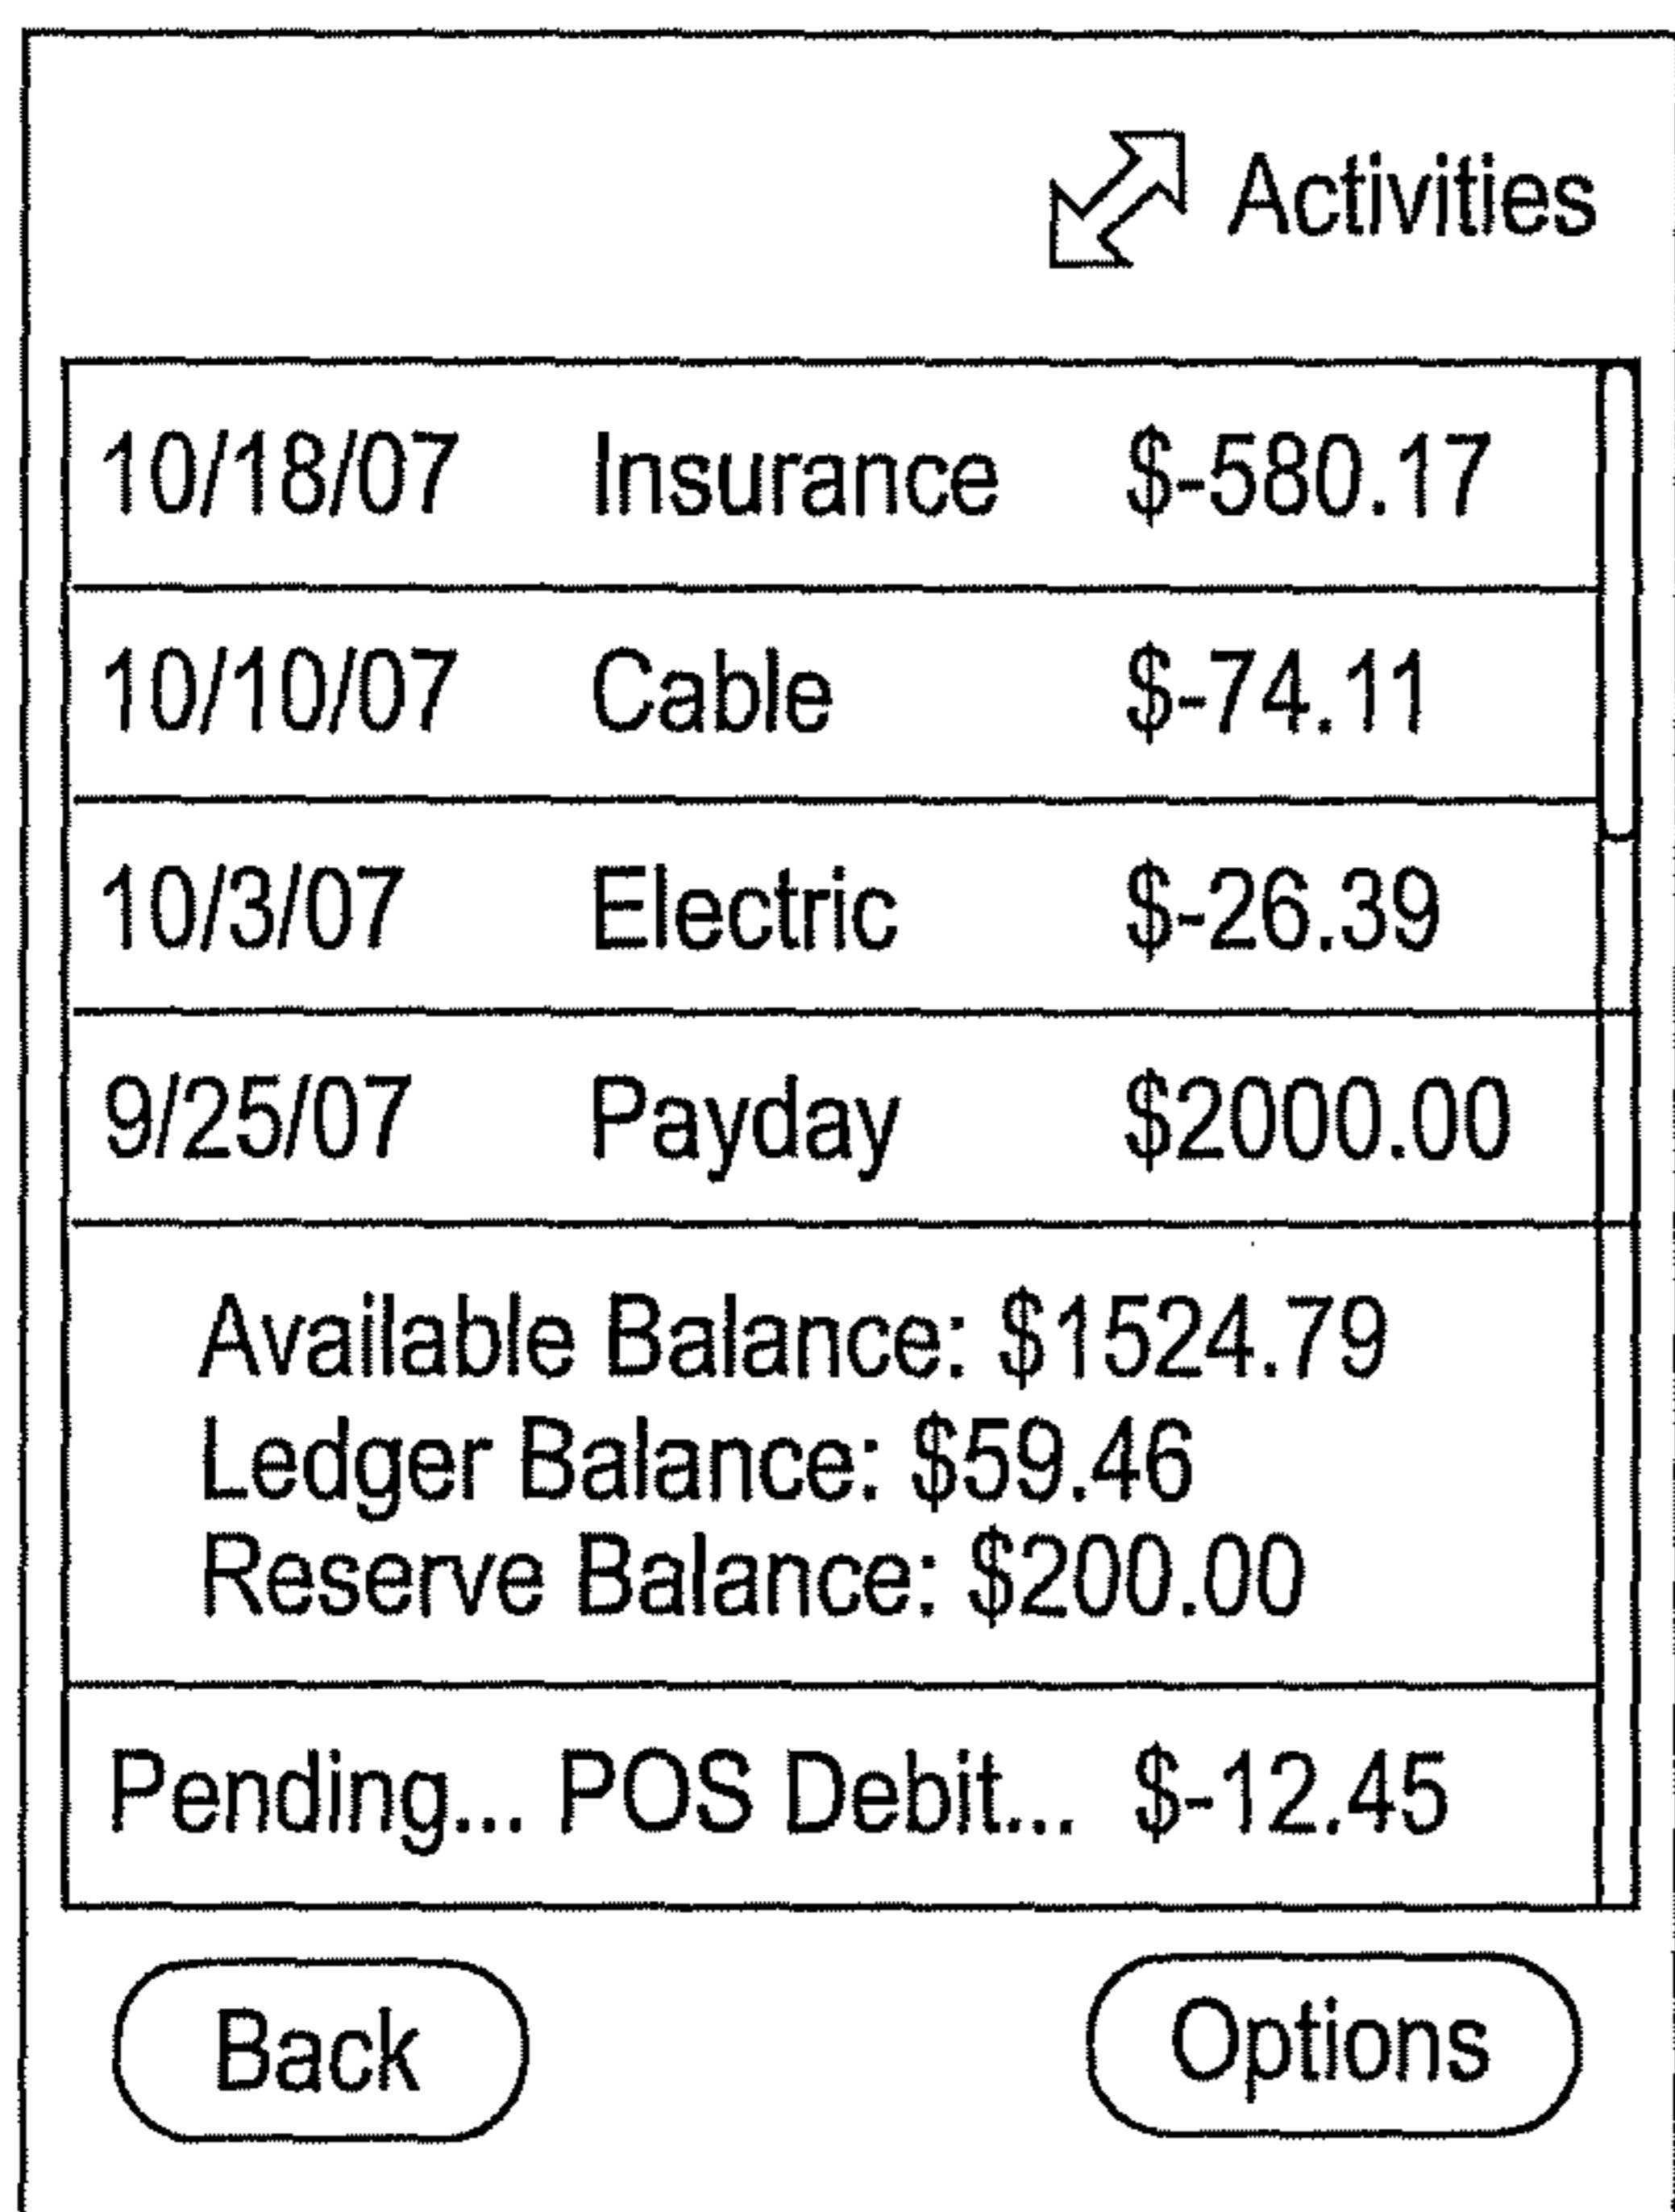 Activities
10/18/07 Insurance $-580.17
10/10/07 Cable $-74.11
10/3/07 Electric $-26.39
9/25/07 Payday $2000.00
Available Balance: $1524.79
Ledger Balance: $59.46
Reserve Balance: $200.00
Pending... POS Debit... $-12.45
Back Options